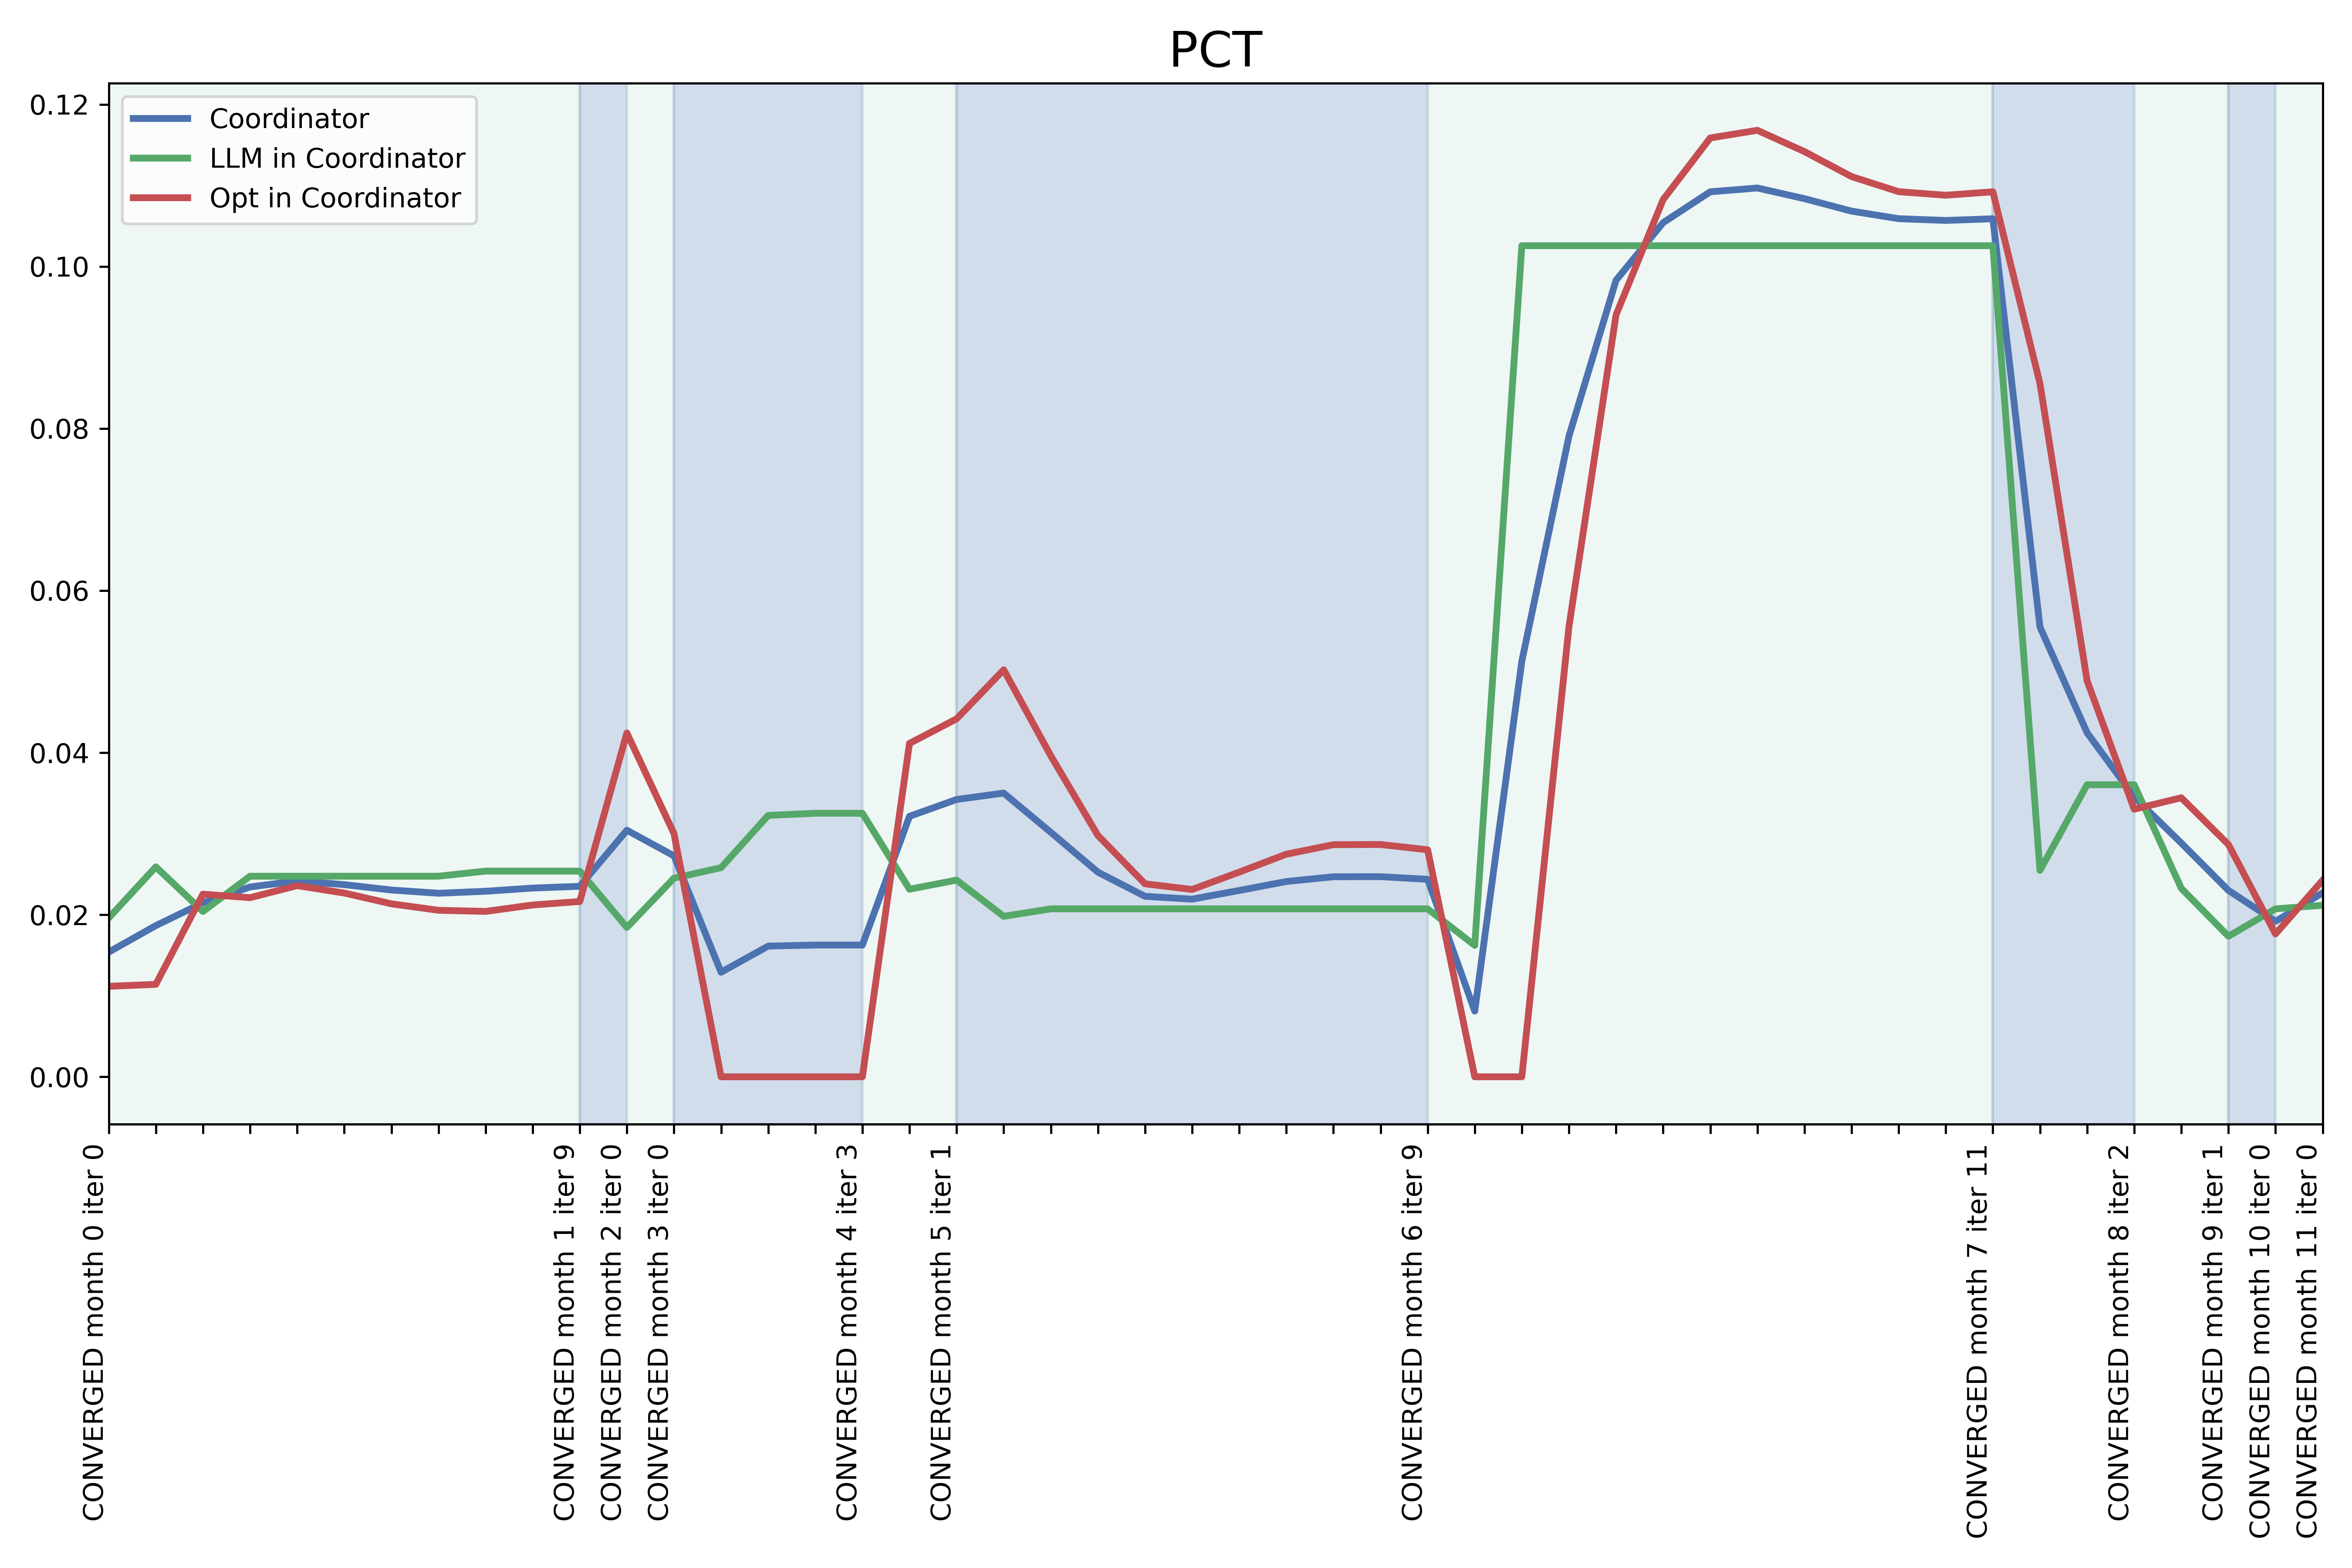 PCT
0.12
0.10
0.08
0.06
0.04
0.02
0.00
Coordinator
LLM in Coordinator
Opt in Coordinator
CONVERGED month 0 iter 0
CONVERGED month 1 iter 9
CONVERGED month 2 iter 0
CONVERGED month 3 iter 0
CONVERGED month 4 iter 3
CONVERGED month 5 iter 1
CONVERGED month 6 iter 9
CONVERGED month 7 iter 11
CONVERGED month 8 iter 2
CONVERGED month 9 iter 1
CONVERGED month 10 iter 0
CONVERGED month 11 iter 0